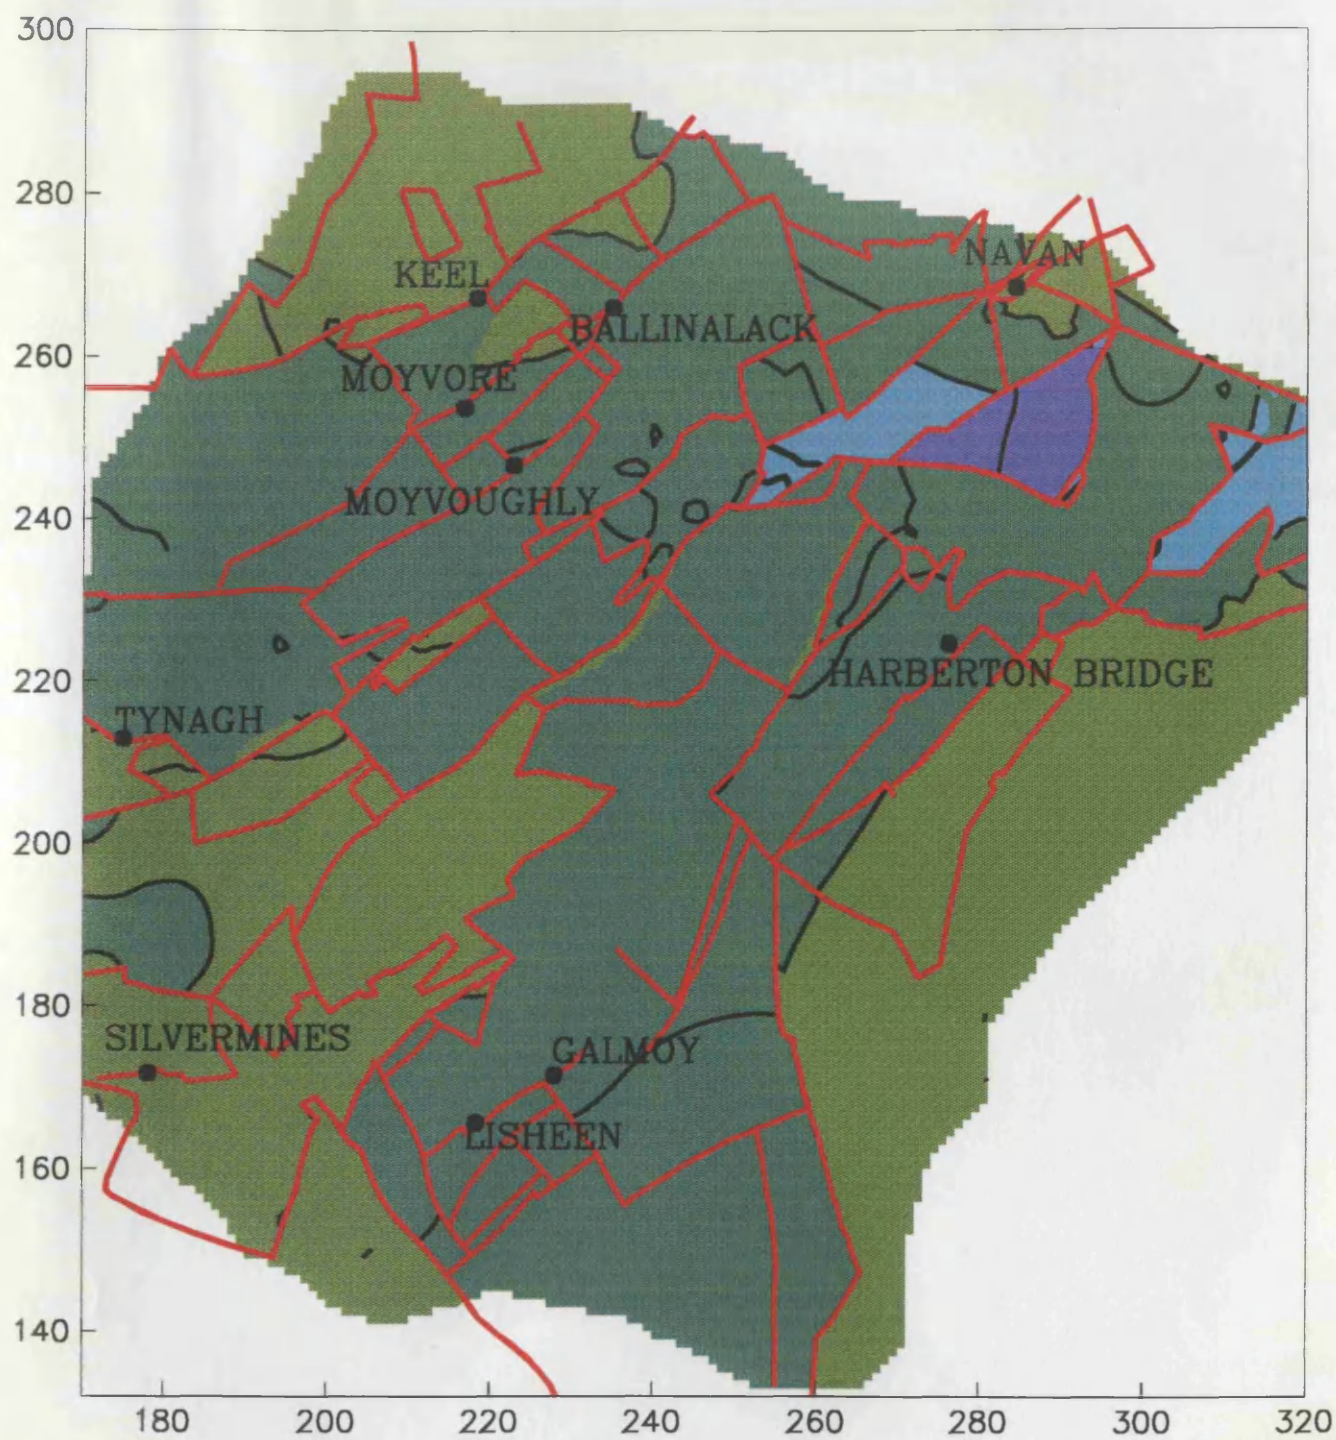 300
280
NAVAN
KEEL
BALLINALACK
260
MOYVORE
MOYVOUGHLY
240
HARBERTON BRIDGE
220
TYNAGH
200
180
SILVERMINES
GALMOY
LISHEEN
160
140
180 200 220 240 260 280 300 320